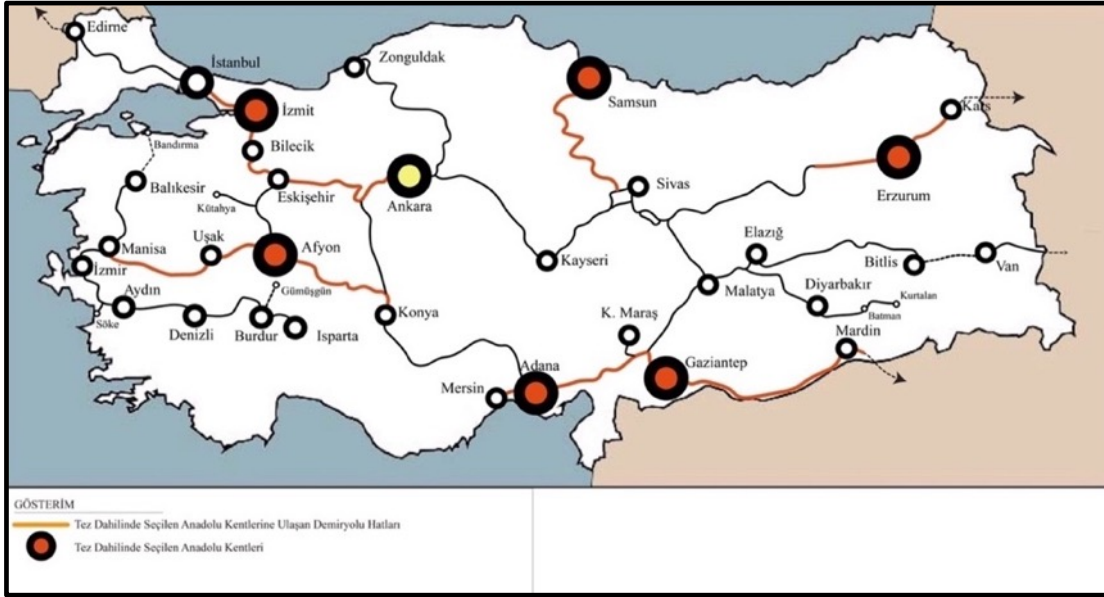 Edirne
İstanbul
Zonguldak
İzmit
Samsun
Kars
Bilecik
Bandırma
Balıkesir
Kütahya
Eskişehir
Ankara
Sivas
Erzurum
Manisa
Uşak
Afyon
Elazığ
İzmir
Kayseri
Bitlis
Van
Aydın
Gümüşgün
Malatya
Diyarbakır
Kurtalan
Batman
Söke
Denizli
Burdur
Isparta
Konya
K. Maraş
Mardin
Adana
Gaziantep
Mersin
GÖSTERİM
Tez Dahilinde Seçilen Anadolu Kentlerine Ulaşan Demiryolu Hatları
Tez Dahilinde Seçilen Anadolu Kentleri